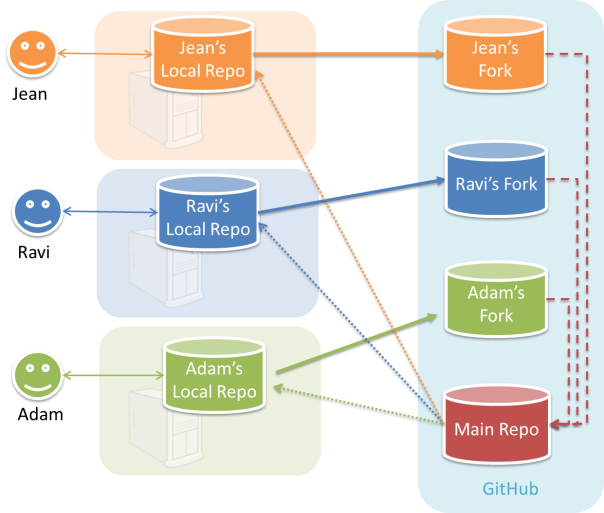 Jean
Jean's
Local Repo
Jean's
Fork
Ravi
Ravi's
Local Repo
Ravi's Fork
Adam
Adam's
Local Repo
Adam's
Fork
Main Repo
GitHub